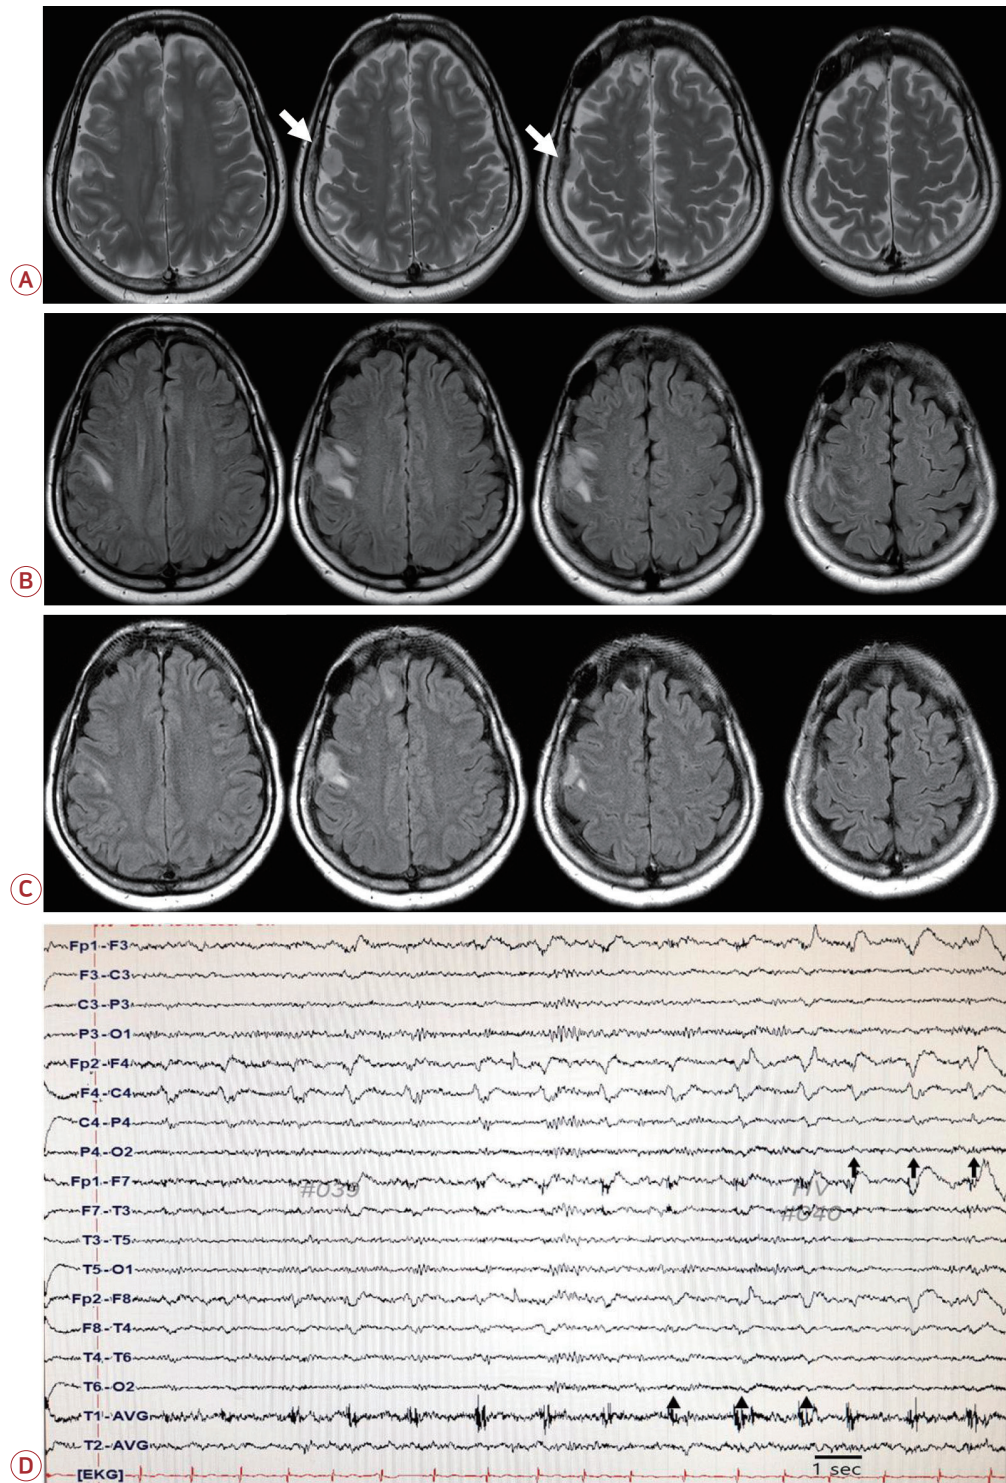 A
B
C
Fp1-F3
F3-C3
C3-P3
P3-O1
Fp2-F4
F4-C4
C4-P4
P4-O2
Fp1-F7
#039
HV
#040
F7-T3
T3-T5
T5-O1
Fp2-F8
F8-T4
T4-T6
T6-O2
T1-AVG
T2-AVG
1 sec
D
[EKG]